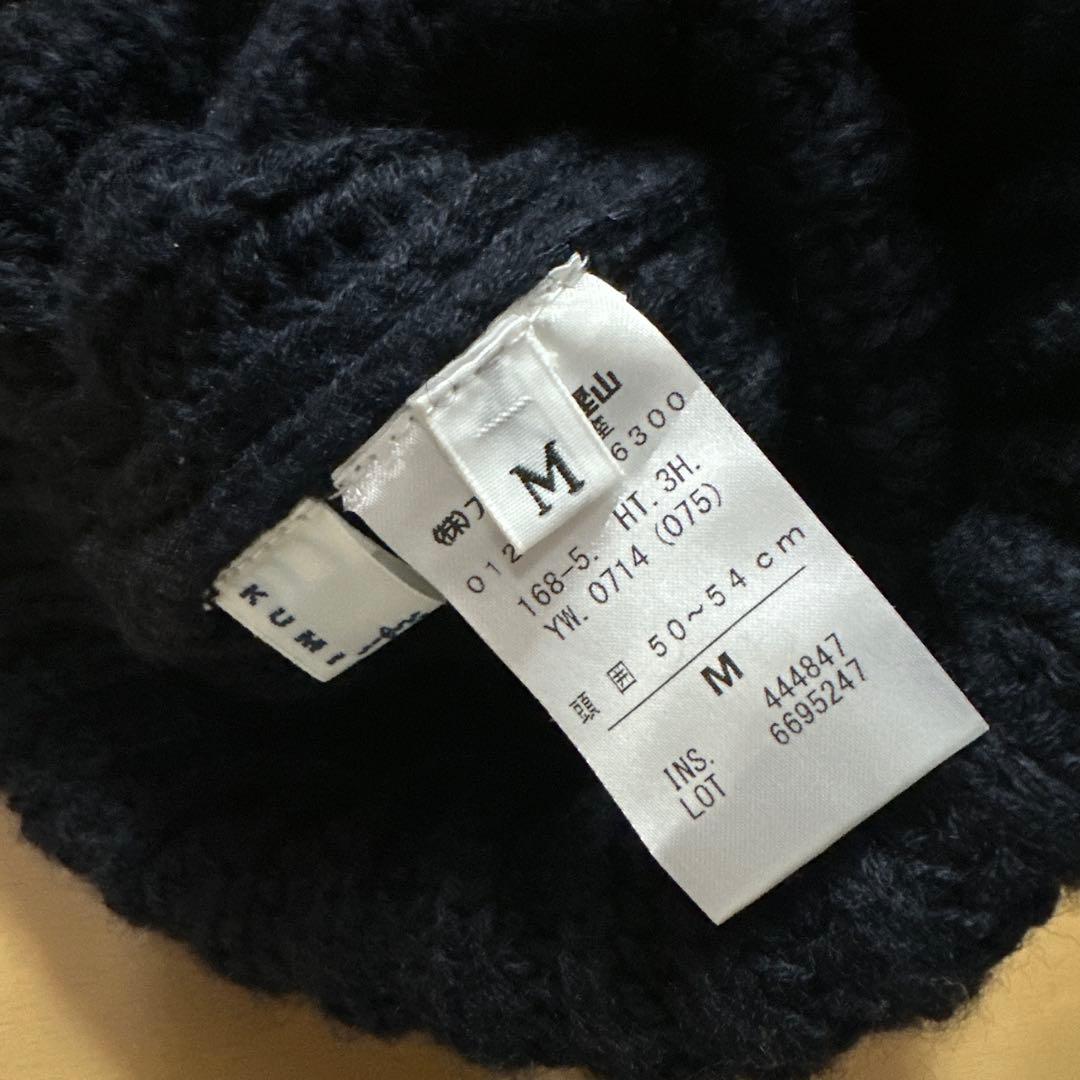 M
㈱フ
012
6300
168-5. HT. 3H.
YW. 0714 (075)
頭囲 50~54cm
M
INS. 444847
LOT 6695247
KUMI